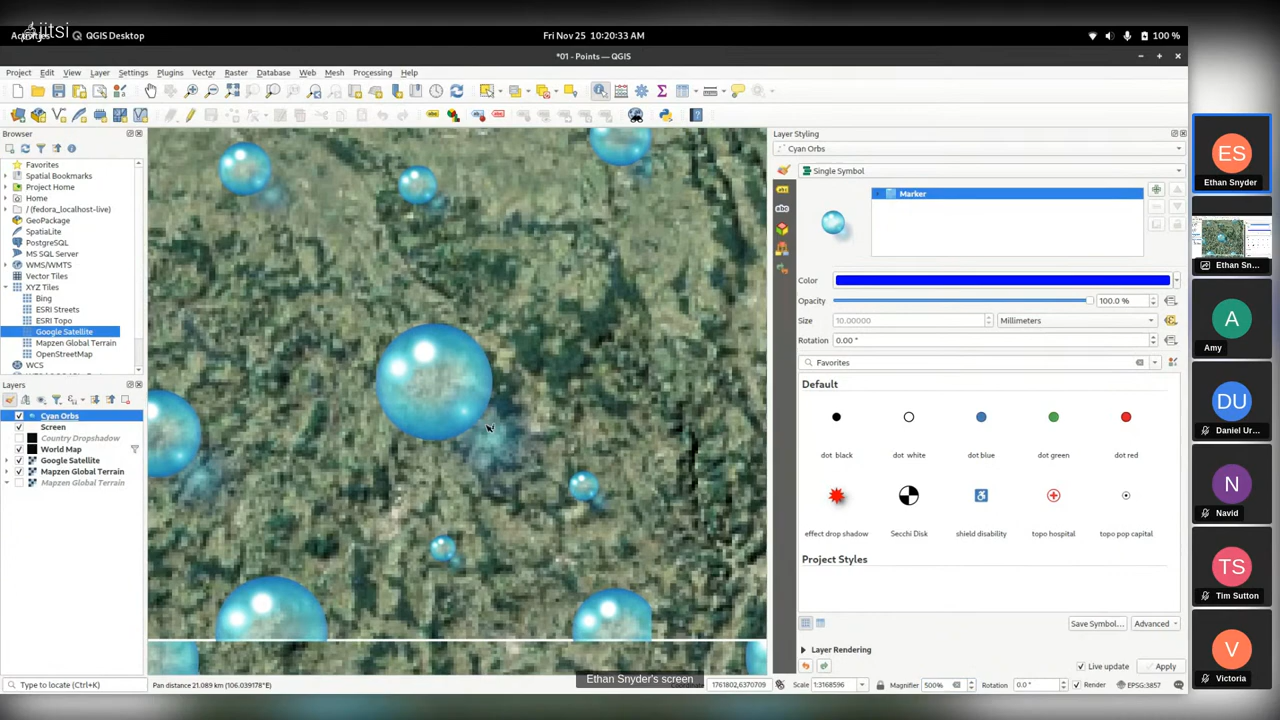 jitsi
QGIS Desktop
Fri Nov 25 10:20:33 AM
100 %
*01 - Points — QGIS
Project Edit View Layer Settings Plugins Vector Raster Database Web Mesh Processing Help
Browser
Favorites
Spatial Bookmarks
Project Home
Home
/ (fedora_localhost-live)
GeoPackage
SpatiaLite
PostgreSQL
MS SQL Server
WMS/WMTS
Vector Tiles
XYZ Tiles
Bing
ESRI Streets
ESRI Topo
Google Satellite
Mapzen Global Terrain
OpenStreetMap
WCS
Layers
Cyan Orbs
Screen
Country Dropshadow
World Map
Google Satellite
Mapzen Global Terrain
Mapzen Global Terrain
Layer Styling
Cyan Orbs
Single Symbol
Marker
Color
Opacity 100.0 %
Size 10.00000 Millimeters
Rotation 0.00 °
Favorites
Default
dot black dot white dot blue dot green dot red
effect drop shadow Secchi Disk shield disability topo hospital topo pop capital
Project Styles
Save Symbol... Advanced
Layer Rendering
Live update Apply
Type to locate (Ctrl+K)
Pan distance 21.089 km (106.039178°)
Ethan Snyder's screen
1761802,6370709
Scale 1:3168596
Magnifier 500%
Rotation 0.0 °
Render
EPSG:3857
ES
Ethan Snyder
Ethan Sn...
A
Amy
DU
Daniel Ur...
N
Navid
TS
Tim Sutton
V
Victoria